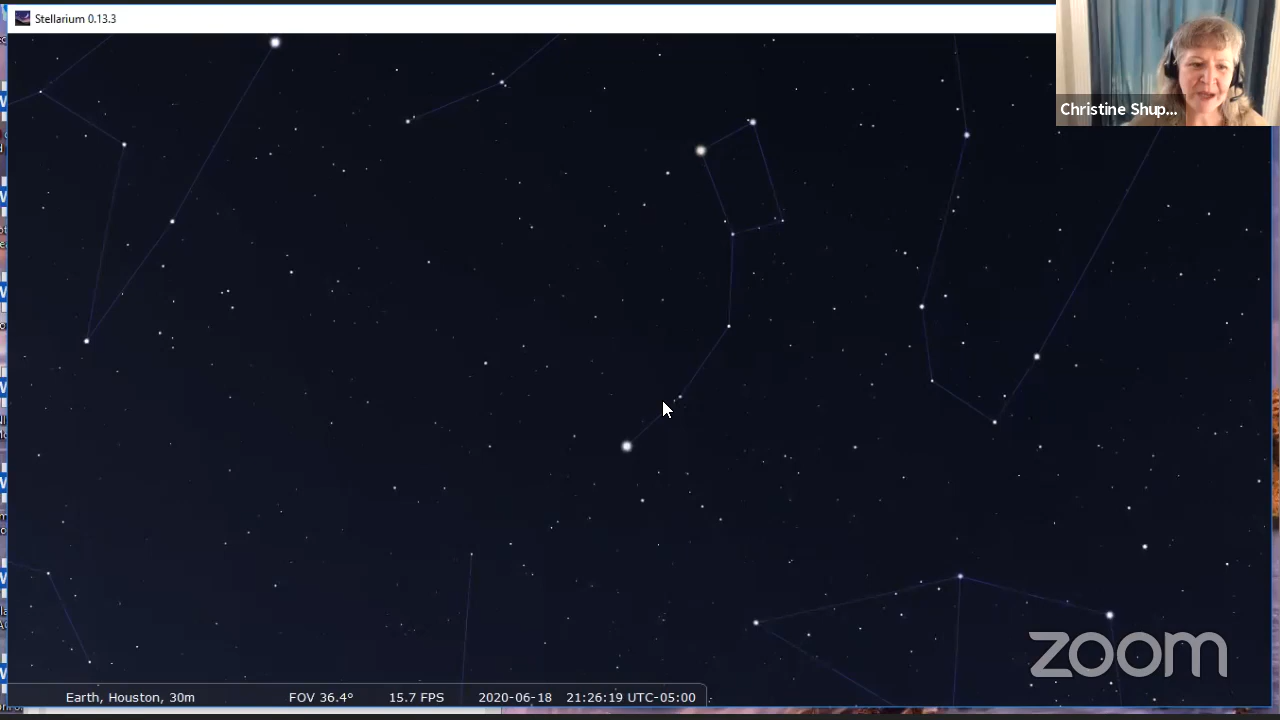 Stellarium 0.13.3
Christine Shup...
zoom
Earth, Houston, 30m FOV 36.4° 15.7 FPS 2020-06-18 21:26:19 UTC-05:00